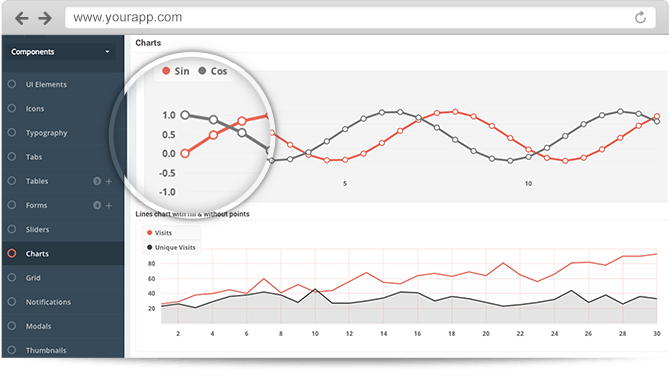 www.yourapp.com
Components
UI Elements
Icons
Typography
Tabs
Tables 3 +
Forms 4 +
Sliders
Charts
Grid
Notifications
Modals
Thumbnails
Charts
Sin Cos
1.0
0.5
0.0
-0.5
-1.0
5 10
Lines chart with fill & without points
Visits
Unique Visits
80
60
40
20
2 4 6 8 10 12 14 16 18 20 22 24 26 28 30